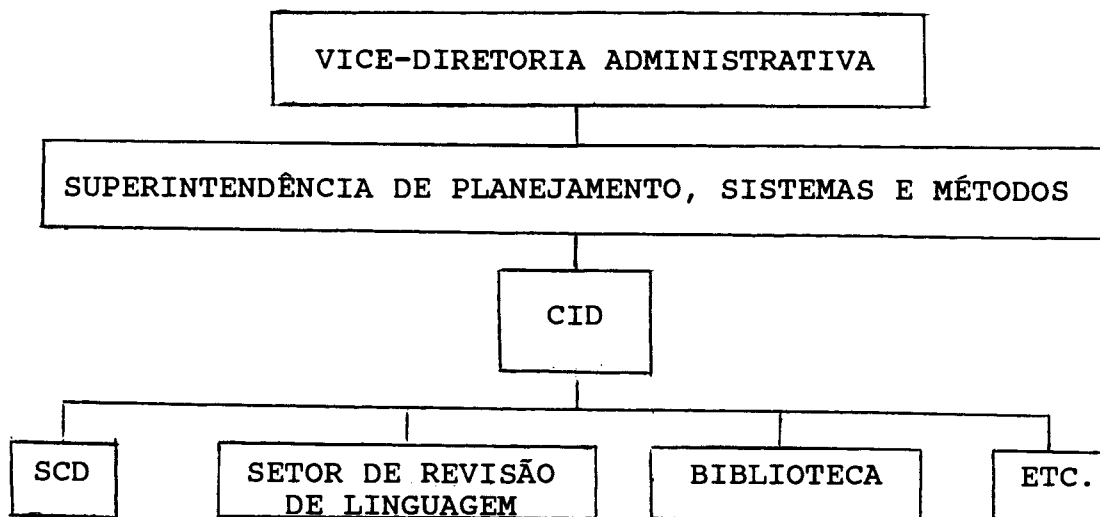 VICE-DIRETORIA ADMINISTRATIVA
SUPERINTENDÊNCIA DE PLANEJAMENTO, SISTEMAS E MÉTODOS
CID
SCD
SETOR DE REVISÃO
DE LINGUAGEM
BIBLIOTECA
ETC.